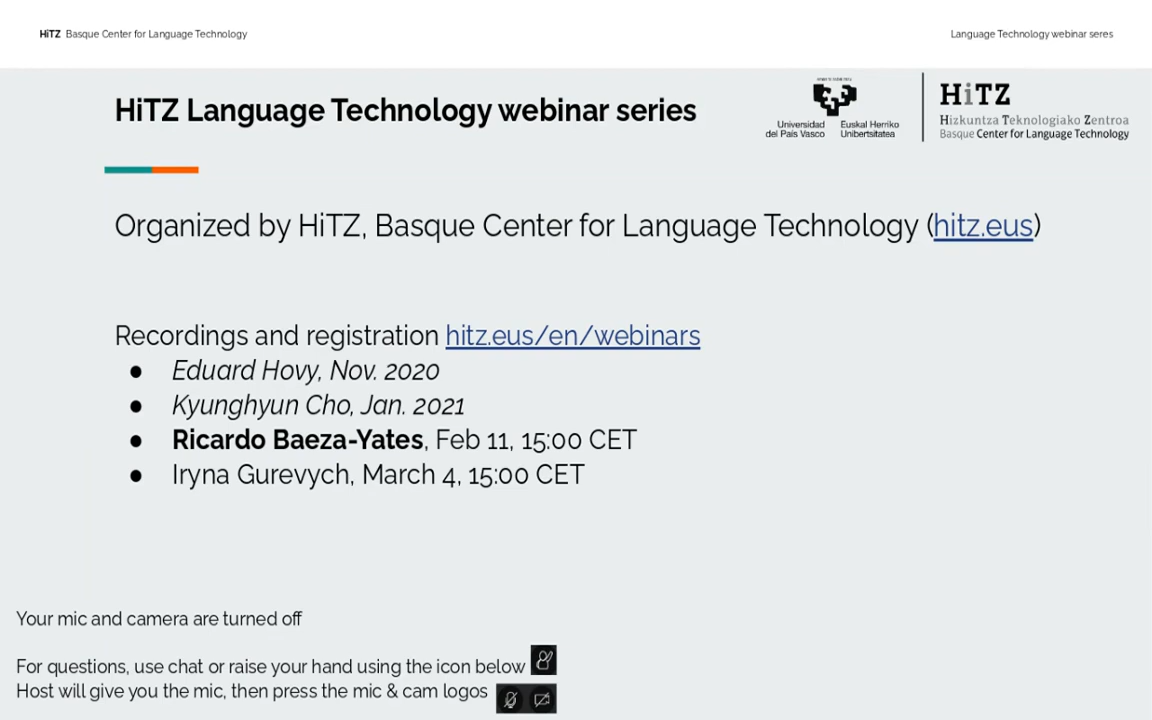 HiTZ Basque Center for Language Technology
Language Technology webinar seres
HiTZ Language Technology webinar series
Universidad del País Vasco
Euskal Herriko Unibertsitatea
HiTZ
Hizkuntza Teknologiako Zentroa
Basque Center for Language Technology
Organized by HiTZ, Basque Center for Language Technology (hitz.eus)
Recordings and registration hitz.eus/en/webinars
● Eduard Hovy, Nov. 2020
● Kyunghyun Cho, Jan. 2021
● Ricardo Baeza-Yates, Feb 11, 15:00 CET
● Iryna Gurevych, March 4, 15:00 CET
Your mic and camera are turned off
For questions, use chat or raise your hand using the icon below
Host will give you the mic, then press the mic & cam logos